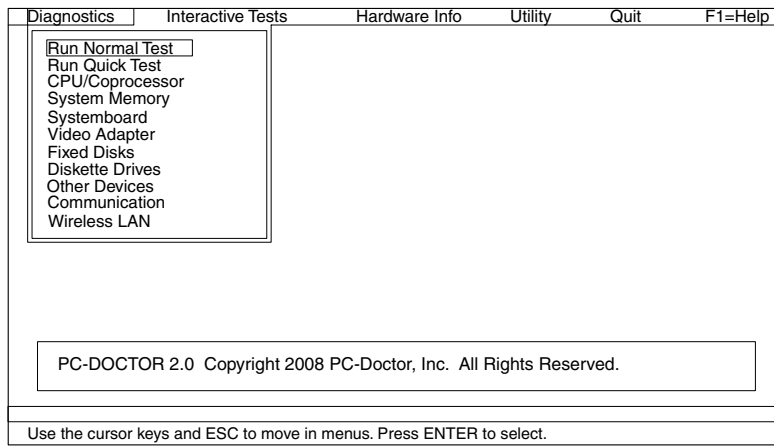 Diagnostics Interactive Tests Hardware Info Utility Quit F1=Help
Run Normal Test
Run Quick Test
CPU/Coprocessor
System Memory
Systemboard
Video Adapter
Fixed Disks
Diskette Drives
Other Devices
Communication
Wireless LAN
PC-DOCTOR 2.0 Copyright 2008 PC-Doctor, Inc. All Rights Reserved.
Use the cursor keys and ESC to move in menus. Press ENTER to select.